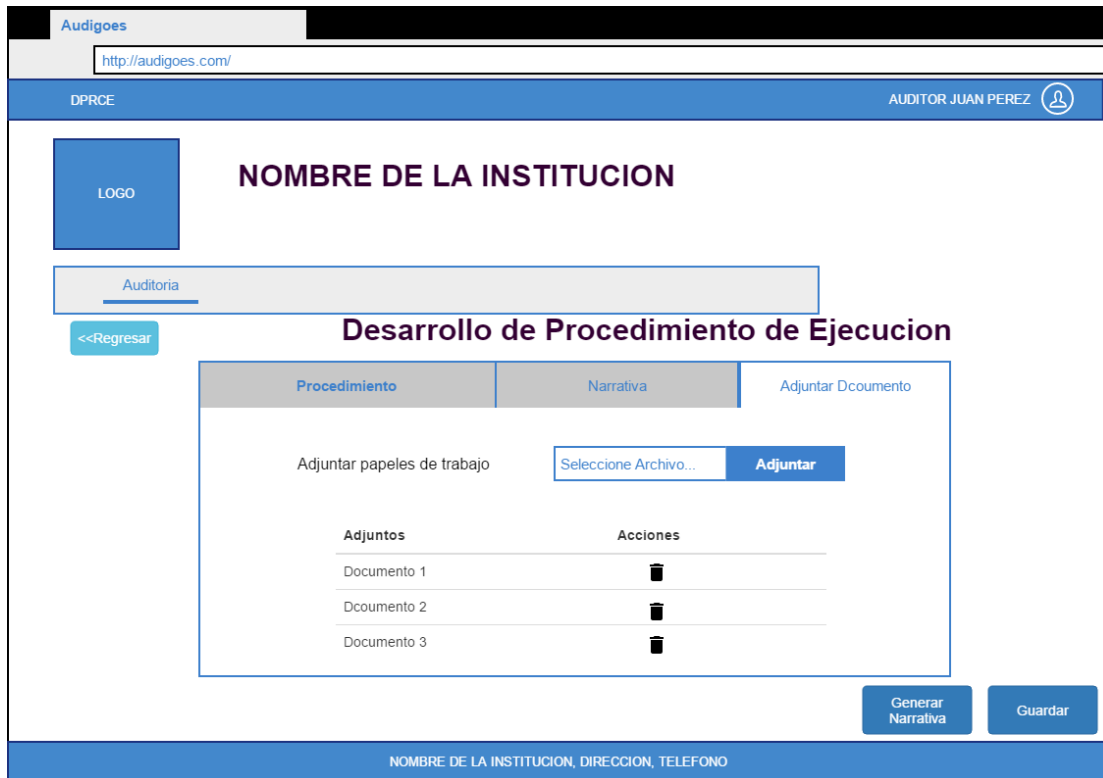 Audigoes
http://audigoes.com/
DPRCE
AUDITOR JUAN PEREZ
LOGO
NOMBRE DE LA INSTITUCION
Auditoria
<<Regresar
Desarrollo de Procedimiento de Ejecucion
Procedimiento
Narrativa
Adjuntar Dcoumento
Adjuntar papeles de trabajo
Seleccione Archivo...
Adjuntar
Adjuntos
Acciones
Documento 1
Dcoumento 2
Documento 3
Generar
Narrativa
Guardar
NOMBRE DE LA INSTITUCION, DIRECCION, TELEFONO